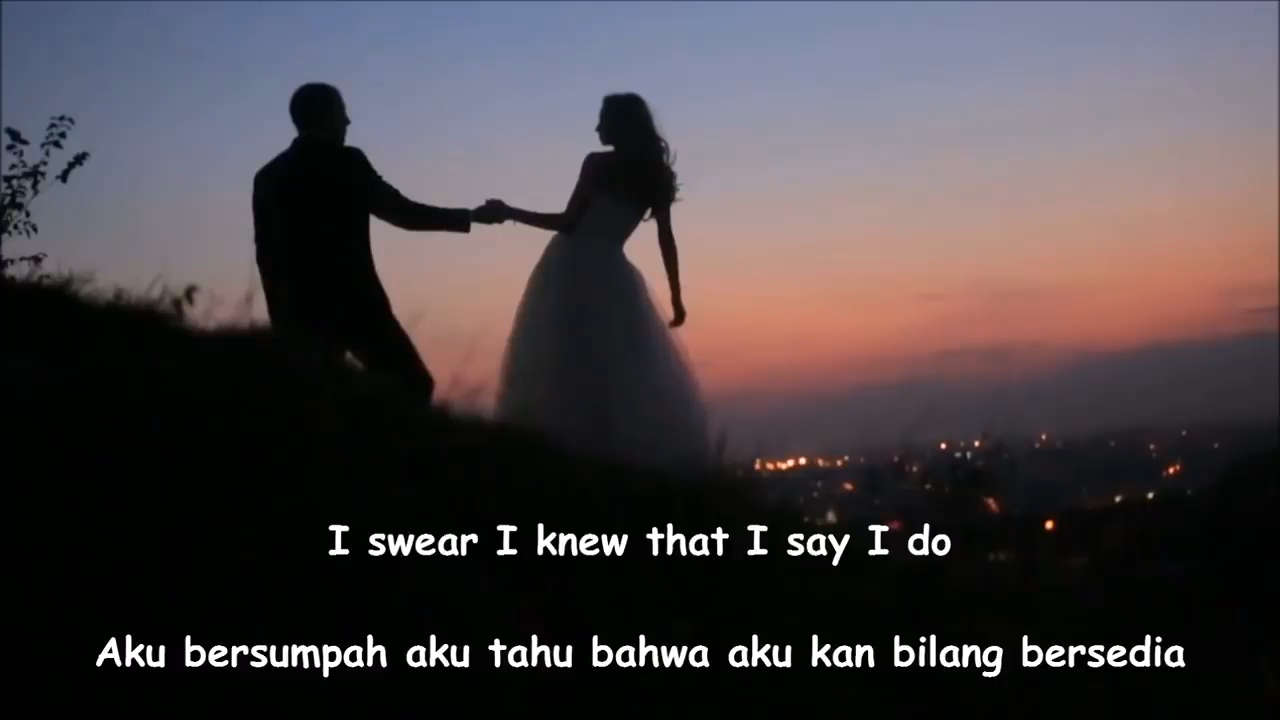 I swear I knew that I say I do
Aku bersumpah aku tahu bahwa aku kan bilang bersedia